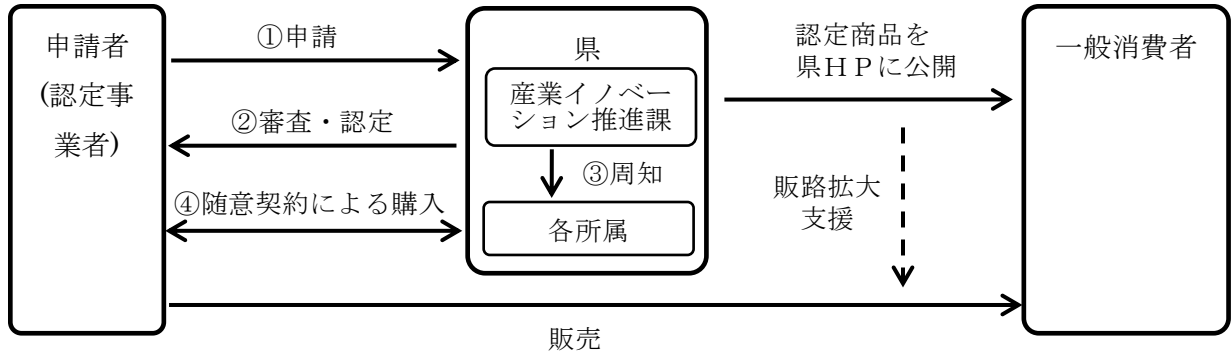 申請者
(認定事
業者)
①申請
②審査・認定
④随意契約による購入
県
産業イノベー
ション推進課
③周知
各所属
認定商品を
県ＨＰに公開
販路拡大
支援
一般消費者
販売